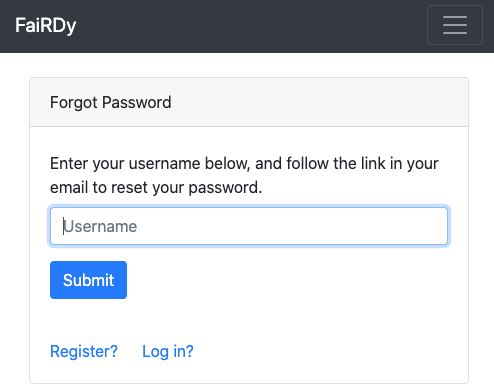 FaiRDy
Forgot Password
Enter your username below, and follow the link in your
email to reset your password.
Username
Submit
Register? Log in?